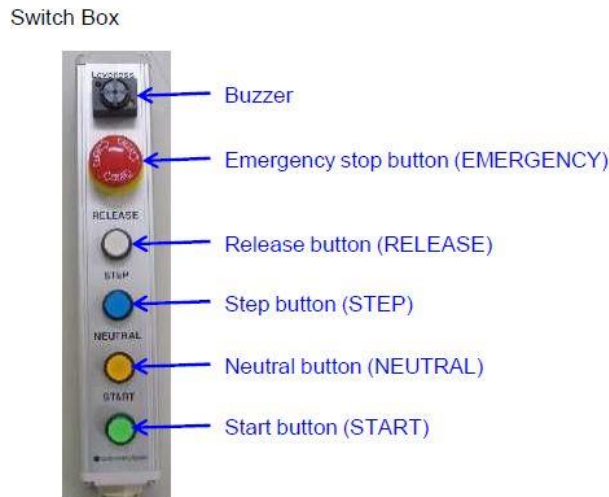 Switch Box
Buzzer
Emergency stop button (EMERGENCY)
RELEASE
Release button (RELEASE)
STEP
Step button (STEP)
NEUTRAL
Neutral button (NEUTRAL)
START
Start button (START)